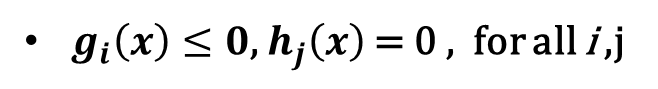 • gᵢ(x) ≤ 0, hⱼ(x) = 0 , for all i,j